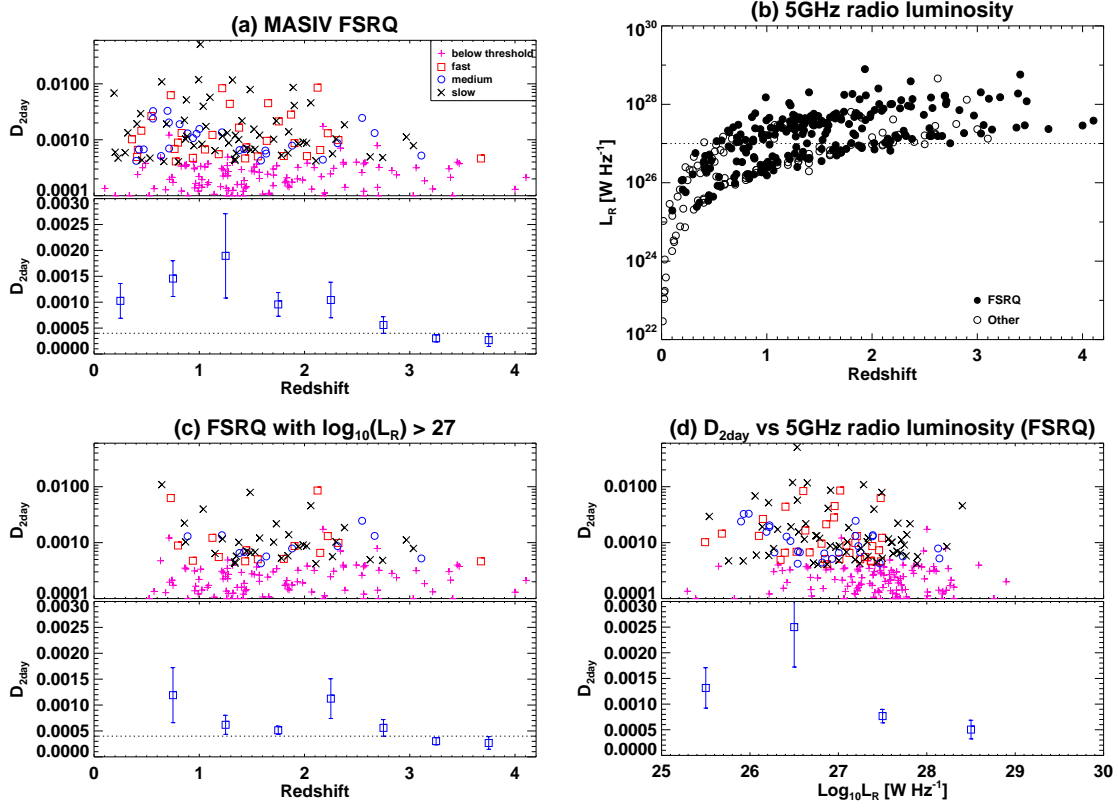 (a) MASIV FSRQ
D2day
0.0100
0.0010
0.0001
+ below threshold
fast
medium
slow
D2day
0.0030
0.0025
0.0020
0.0015
0.0010
0.0005
0.0000
0 1 2 3 4
Redshift
(b) 5GHz radio luminosity
LR [W Hz-1]
10^30
10^28
10^26
10^24
10^22
FSRQ
Other
0 1 2 3 4
Redshift
(c) FSRQ with log10(LR) > 27
D2day
0.0100
0.0010
0.0001
D2day
0.0030
0.0025
0.0020
0.0015
0.0010
0.0005
0.0000
0 1 2 3 4
Redshift
(d) D2day vs 5GHz radio luminosity (FSRQ)
D2day
0.0100
0.0010
0.0001
D2day
0.0030
0.0025
0.0020
0.0015
0.0010
0.0005
0.0000
25 26 27 28 29 30
Log10LR [W Hz-1]